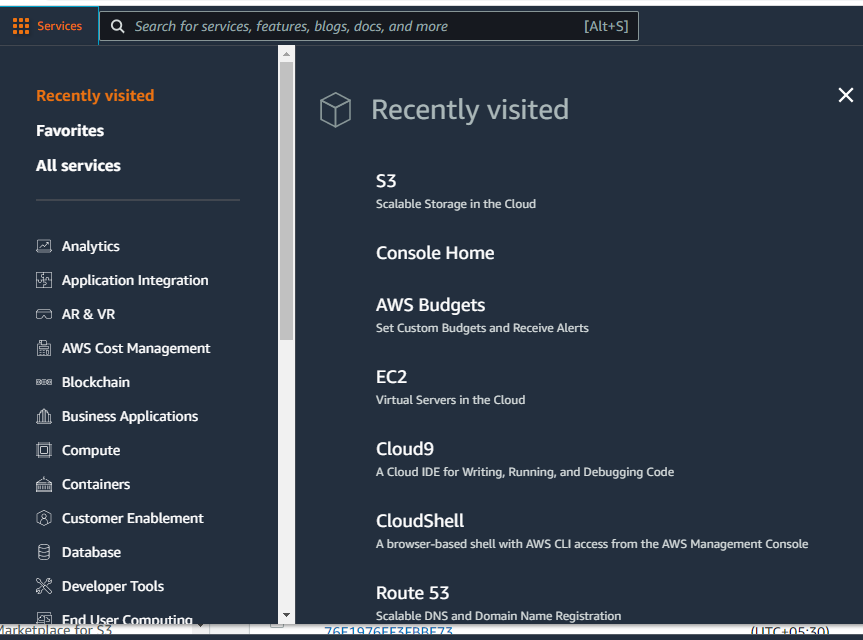 Services
Search for services, features, blogs, docs, and more [Alt+S]
Recently visited
Favorites
All services
Analytics
Application Integration
AR & VR
AWS Cost Management
Blockchain
Business Applications
Compute
Containers
Customer Enablement
Database
Developer Tools
End User Computing
Recently visited
S3
Scalable Storage in the Cloud
Console Home
AWS Budgets
Set Custom Budgets and Receive Alerts
EC2
Virtual Servers in the Cloud
Cloud9
A Cloud IDE for Writing, Running, and Debugging Code
CloudShell
A browser-based shell with AWS CLI access from the AWS Management Console
Route 53
Scalable DNS and Domain Name Registration
Marketplace for S3
(UTC+05:30)